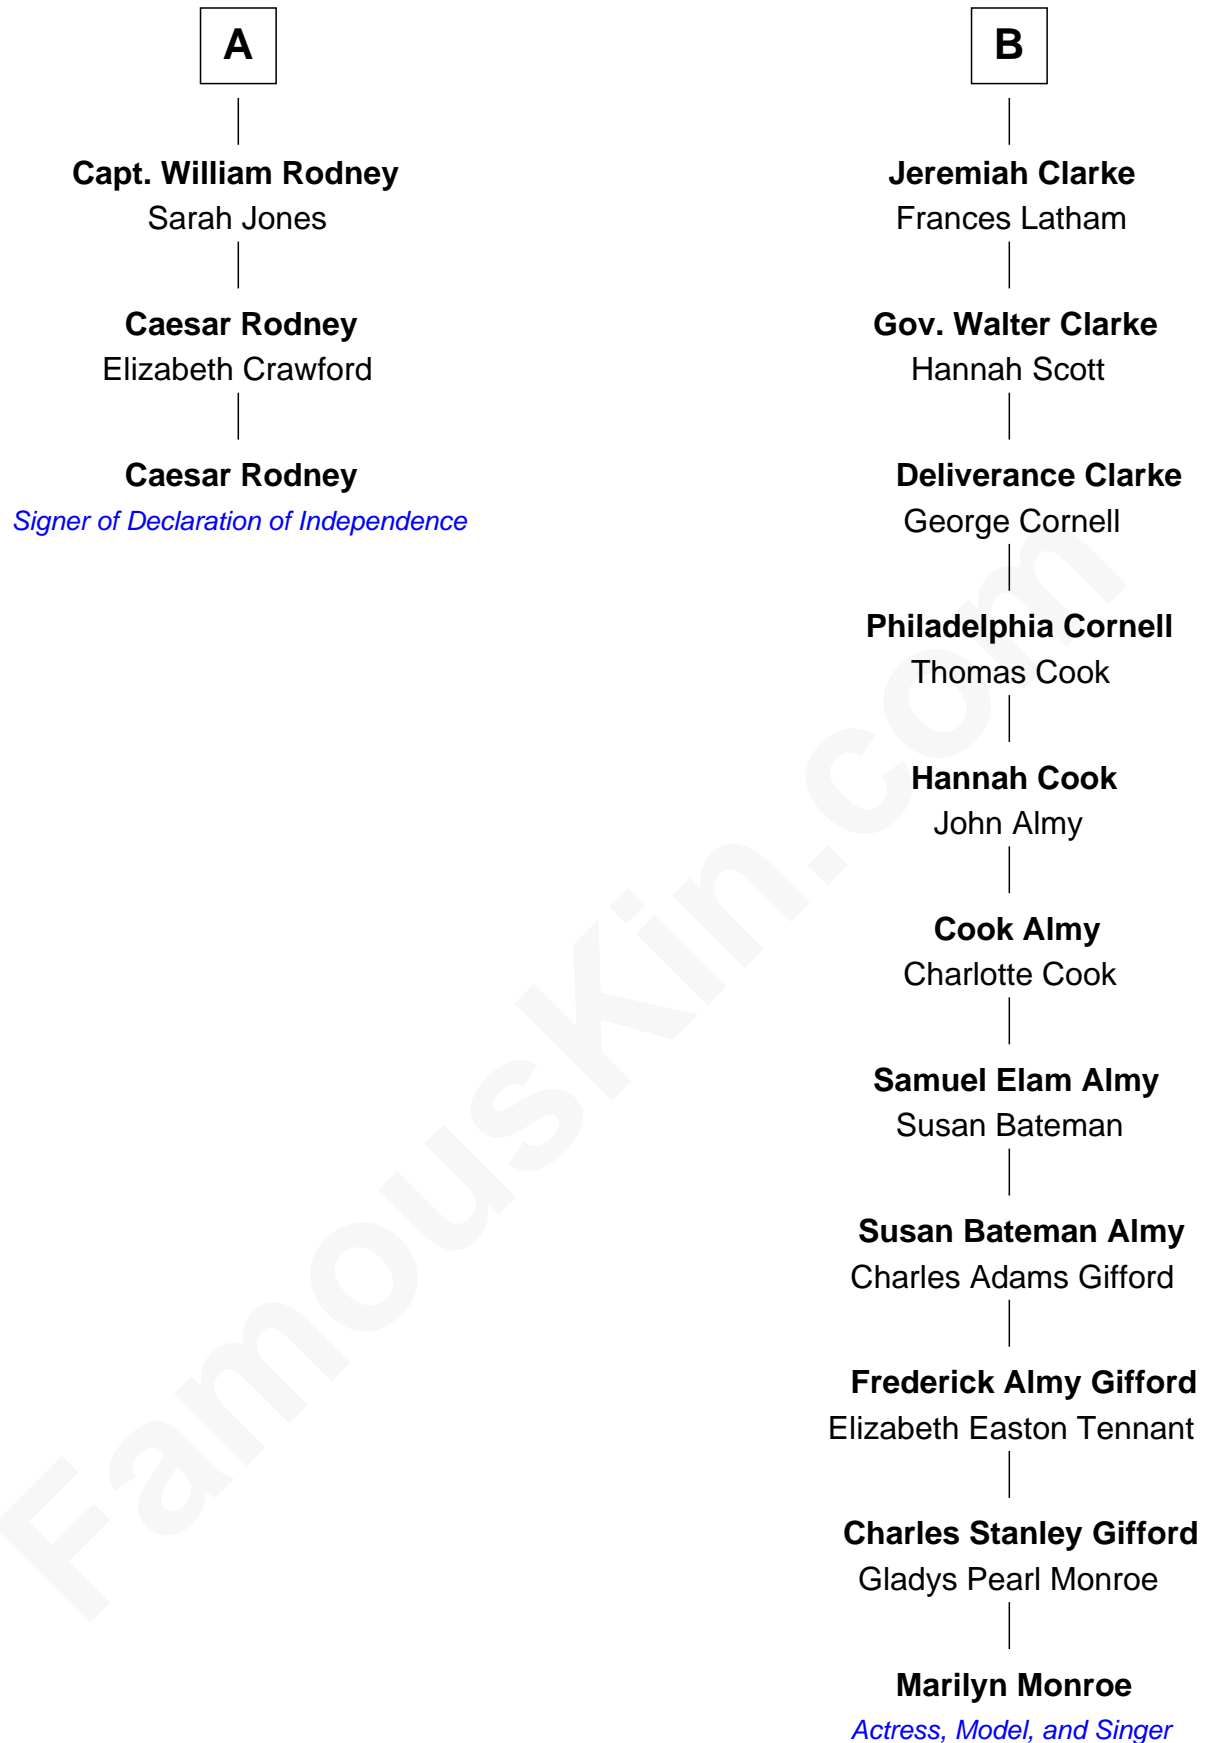 A
Capt. William Rodney
Sarah Jones
Caesar Rodney
Elizabeth Crawford
Caesar Rodney
Signer of Declaration of Independence
B
Jeremiah Clarke
Frances Latham
Gov. Walter Clarke
Hannah Scott
Deliverance Clarke
George Cornell
Philadelphia Cornell
Thomas Cook
Hannah Cook
John Almy
Cook Almy
Charlotte Cook
Samuel Elam Almy
Susan Bateman
Susan Bateman Almy
Charles Adams Gifford
Frederick Almy Gifford
Elizabeth Easton Tennant
Charles Stanley Gifford
Gladys Pearl Monroe
Marilyn Monroe
Actress, Model, and Singer
FamousKin.com